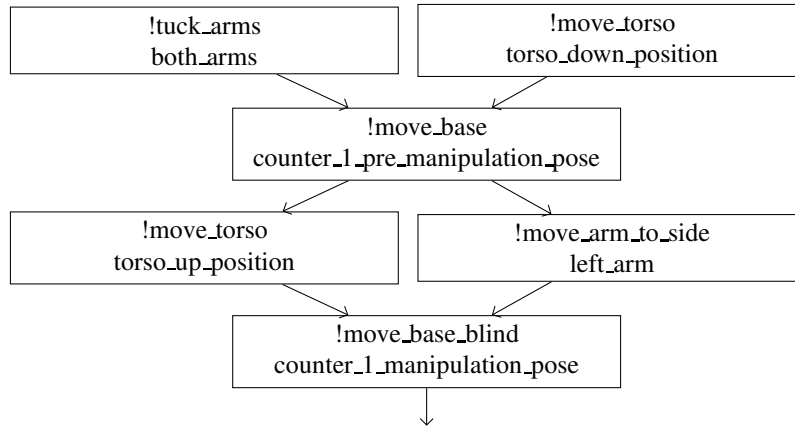 !tuck_arms
both_arms
!move_torso
torso_down_position
!move_base
counter_1_pre_manipulation_pose
!move_torso
torso_up_position
!move_arm_to_side
left_arm
!move_base_blind
counter_1_manipulation_pose